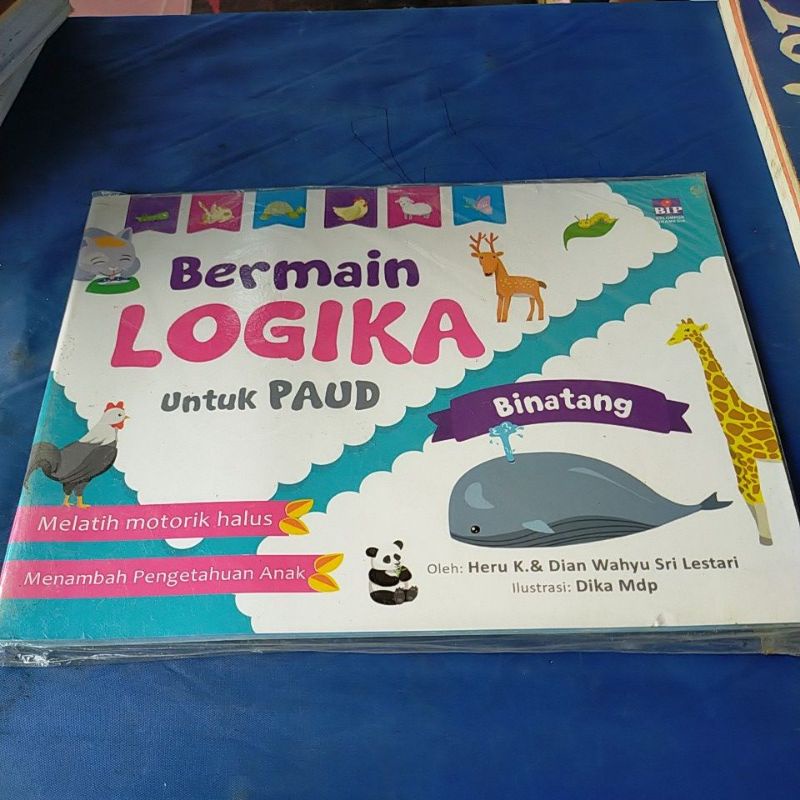 BIP
Bermain
LOGIKA
Untuk PAUD
Binatang
Melatih motorik halus
Menambah Pengetahuan Anak
Oleh: Heru K.& Dian Wahyu Sri Lestari
Ilustrasi: Dika Mdp